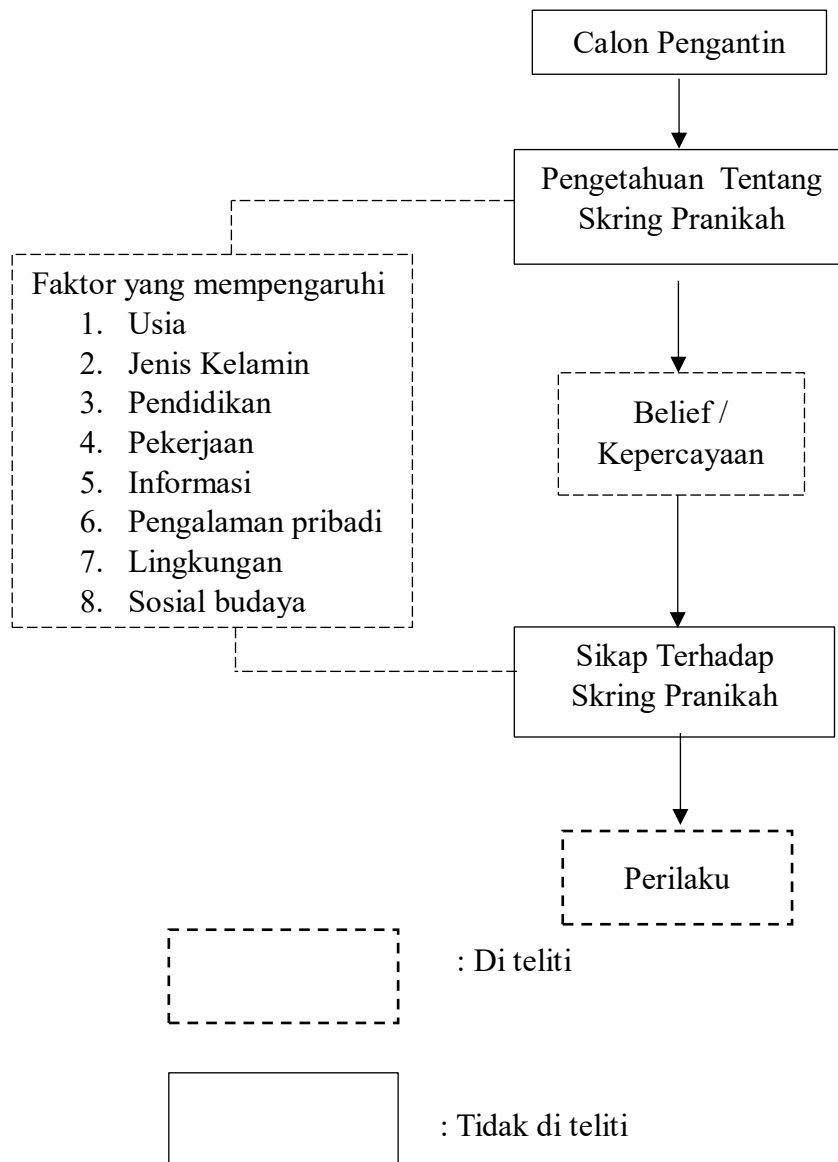 Calon Pengantin
Pengetahuan Tentang
Skring Pranikah
Faktor yang mempengaruhi
1. Usia
2. Jenis Kelamin
3. Pendidikan
4. Pekerjaan
5. Informasi
6. Pengalaman pribadi
7. Lingkungan
8. Sosial budaya
Belief /
Kepercayaan
Sikap Terhadap
Skring Pranikah
Perilaku
: Di teliti
: Tidak di teliti